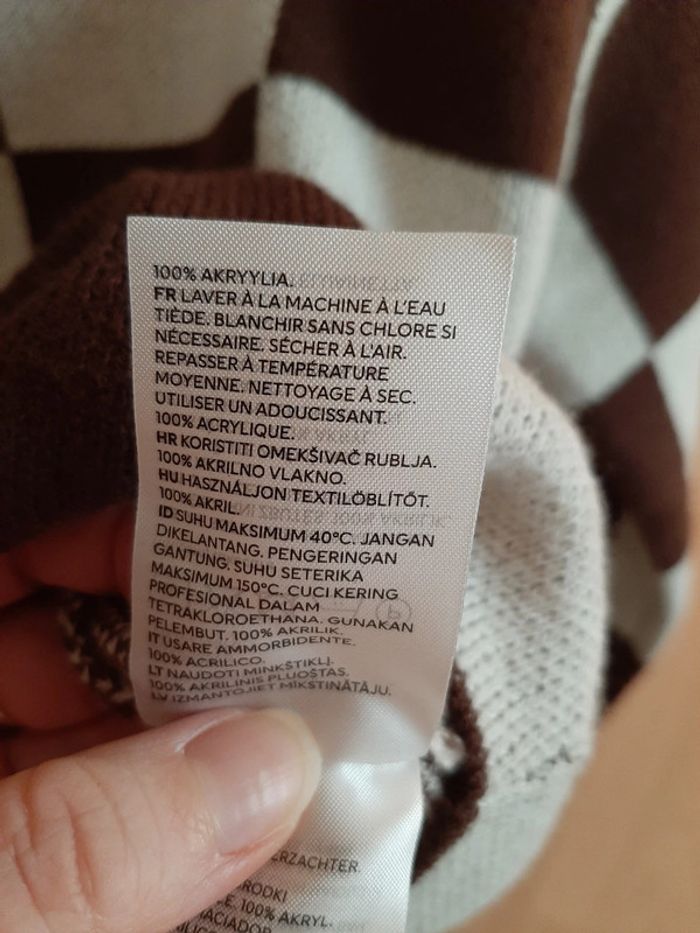 100% AKRYYLIA.
FR LAVER À LA MACHINE À L'EAU
TIÈDE. BLANCHIR SANS CHLORE SI
NÉCESSAIRE. SÉCHER À L'AIR.
REPASSER À TEMPÉRATURE
MOYENNE. NETTOYAGE À SEC.
UTILISER UN ADOUCISSANT.
100% ACRYLIQUE.
HR KORISTITI OMEKŠIVAČ RUBLJA.
100% AKRILNO VLAKNO.
HU HASZNÁLJON TEXTILÖBLÍTŐT.
100% AKRIL.
ID SUHU MAKSIMUM 40°C. JANGAN
DIKELANTANG. PENGERINGAN
GANTUNG. SUHU SETERIKA
MAKSIMUM 150°C. CUCI KERING
PROFESIONAL DALAM
TETRAKLOROETHANA. GUNAKAN
PELEMBUT. 100% AKRILIK.
IT USARE AMMORBIDENTE.
100% ACRILICO.
LT NAUDOTI MINKŠTIKLĮ.
100% AKRILINIS PLUOŠTAS.
LV IZMANTOJIET MĪKSTINĀTĀJU.
ERZACHTER.
RODKI
E. 100% AKRYL.
IACIADOR